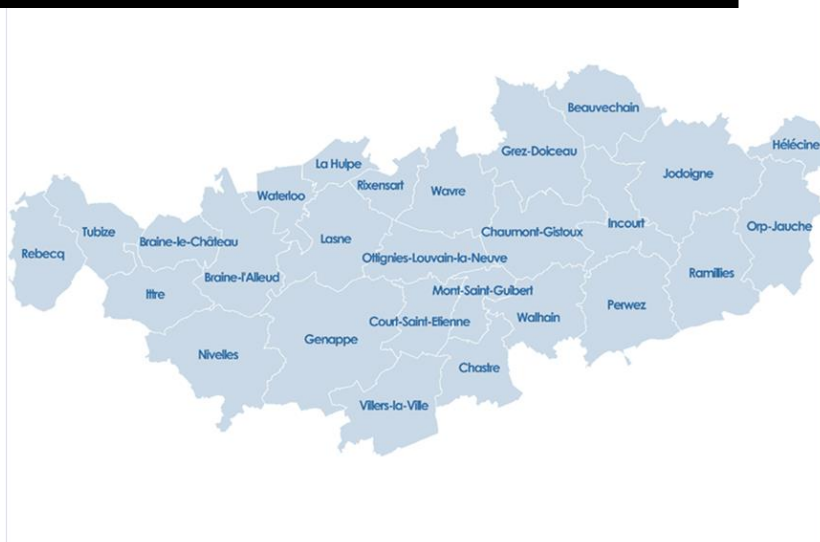 Beauvechain
Hélécine
Grez-Doiceau
La Hulpe
Jodoigne
Rixensart
Wavre
Waterloo
Incourt
Orp-Jauche
Tubize
Chaumont-Gistoux
Lasne
Braine-le-Château
Rebecq
Ottignies-Louvain-la-Neuve
Ramillies
Braine-l'Alleud
Mont-Saint-Guibert
Ittre
Perwez
Walhain
Court-Saint-Etienne
Genappe
Nivelles
Chastre
Villers-la-Ville